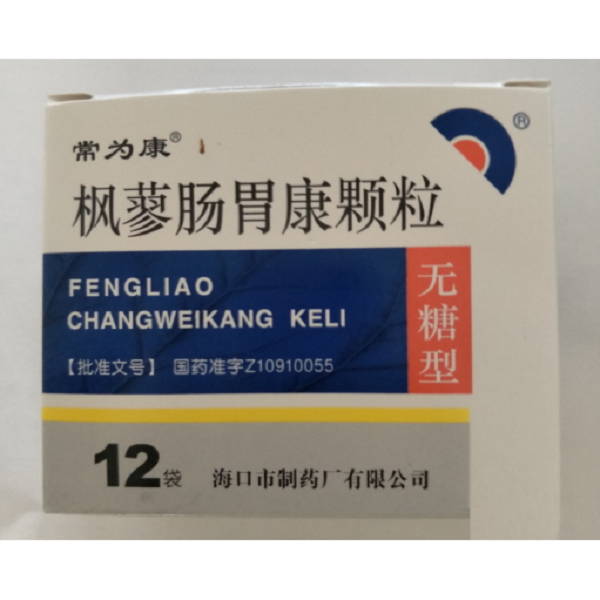 常为康®
®
枫蓼肠胃康颗粒
FENGLIAO
CHANGWEIKANG KELI
【批准文号】 国药准字Z10910055
无糖型
12袋
海口市制药厂有限公司